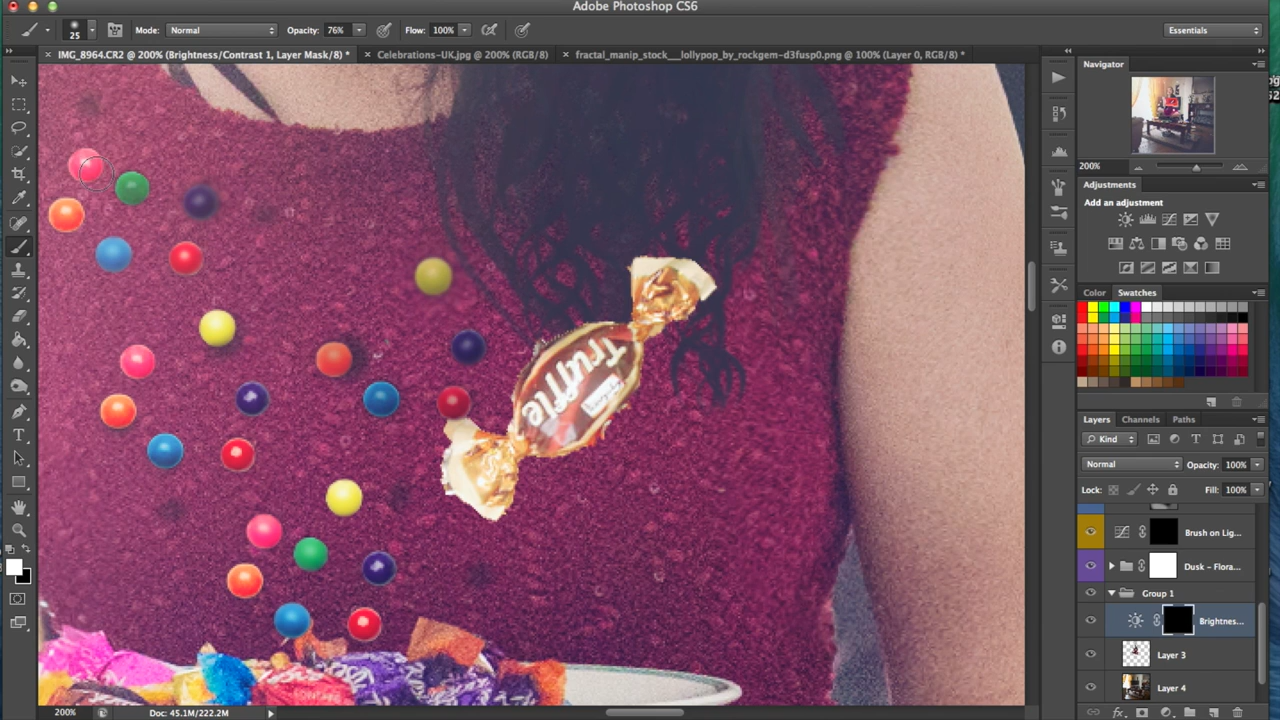 Adobe Photoshop CS6
25
Mode: Normal
Opacity: 76%
Flow: 100%
Essentials
IMG_8964.CR2 @ 200% (Brightness/Contrast 1, Layer Mask/8) *
Celebrations-UK.jpg @ 200% (RGB/8)
fractal_manip_stock___lollypop_by_rockgem-d3fusp0.png @ 100% (Layer 0, RGB/8) *
Navigator
200%
Adjustments
Add an adjustment
Color
Swatches
Truffle
Layers
Channels
Paths
Kind
Normal
Opacity: 100%
Lock:
Fill: 100%
Brush on Lig...
Dusk – Flora...
Group 1
Brightnes...
Layer 3
Layer 4
200%
Doc: 45.1M/222.2M